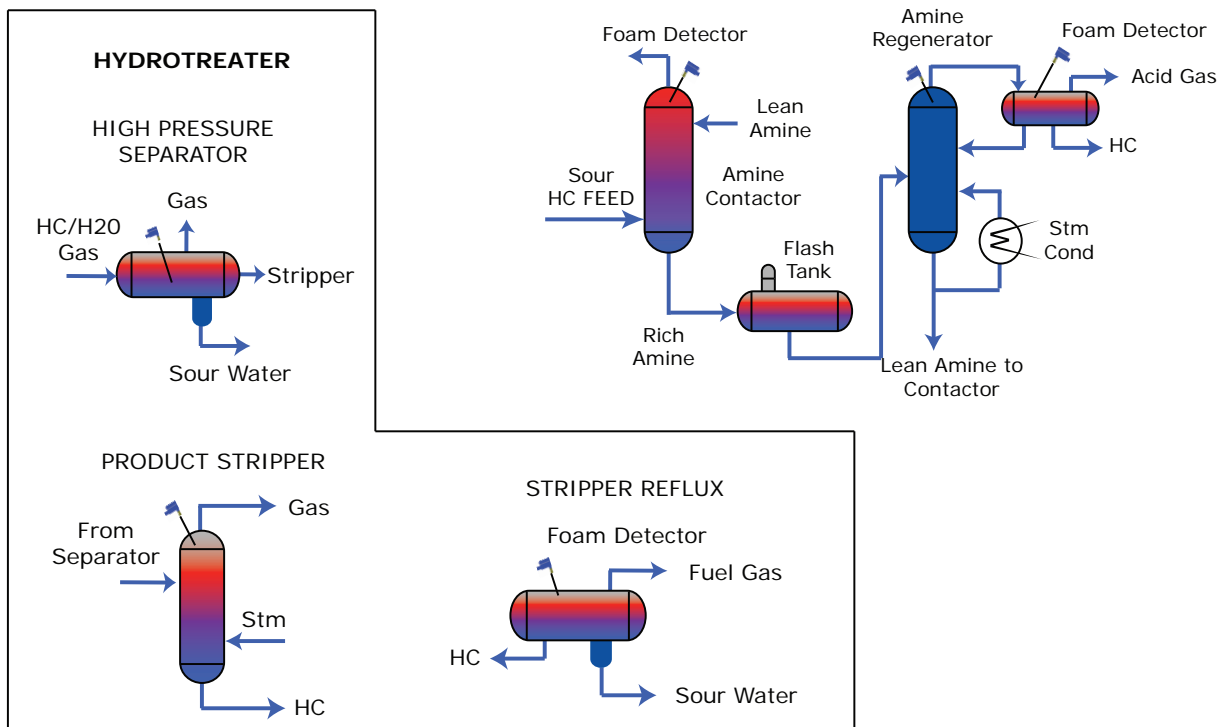 HYDROTREATER
HIGH PRESSURE
SEPARATOR
Gas
HC/H20
Gas
Stripper
Sour Water
PRODUCT STRIPPER
Gas
From
Separator
Stm
HC
STRIPPER REFLUX
Foam Detector
Fuel Gas
HC
Sour Water
Foam Detector
Lean
Amine
Sour
HC FEED
Amine
Contactor
Flash
Tank
Rich
Amine
Amine
Regenerator
Foam Detector
Acid Gas
HC
Stm
Cond
Lean Amine to
Contactor